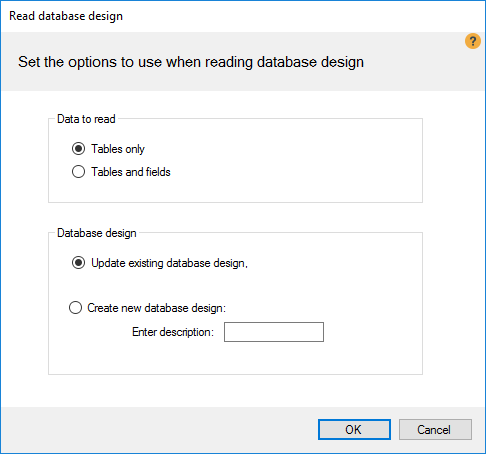 Read database design
?
Set the options to use when reading database design
Data to read
Tables only
Tables and fields
Database design
Update existing database design,
Create new database design:
Enter description:
OK Cancel